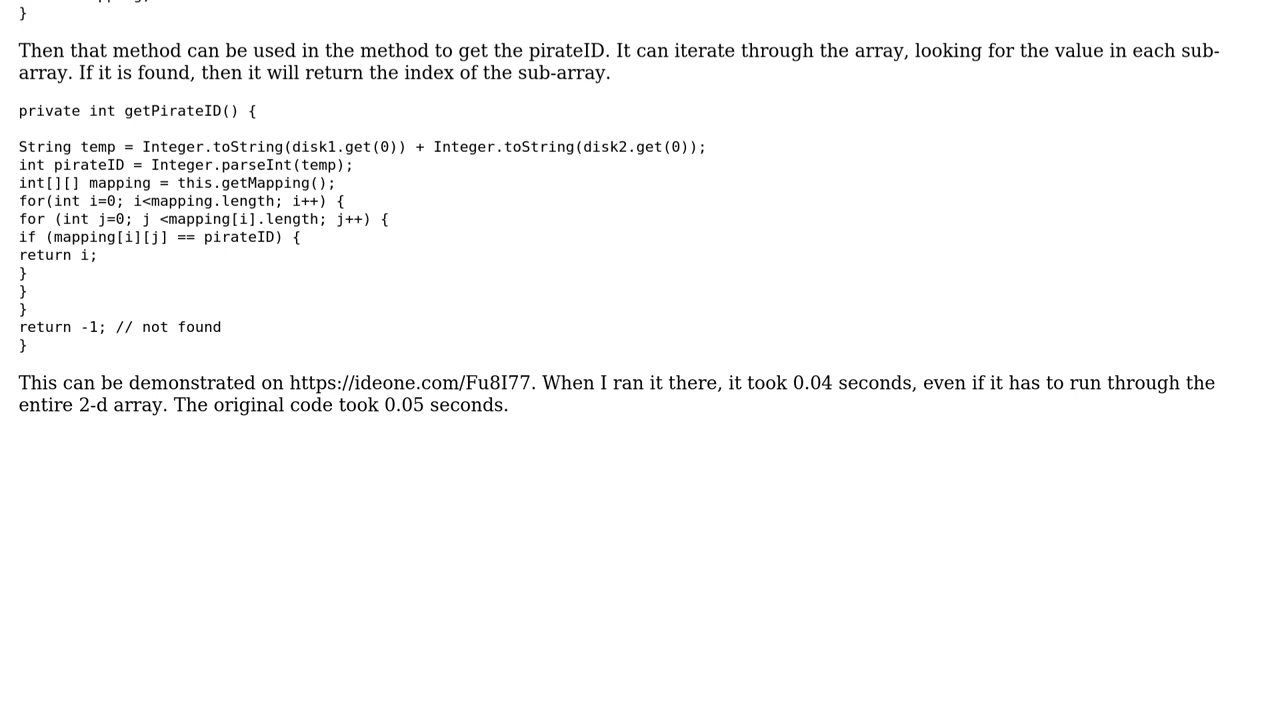 }
Then that method can be used in the method to get the pirateID. It can iterate through the array, looking for the value in each sub-
array. If it is found, then it will return the index of the sub-array.
private int getPirateID() {
String temp = Integer.toString(disk1.get(0)) + Integer.toString(disk2.get(0));
int pirateID = Integer.parseInt(temp);
int[][] mapping = this.getMapping();
for(int i=0; i<mapping.length; i++) {
for (int j=0; j <mapping[i].length; j++) {
if (mapping[i][j] == pirateID) {
return i;
}
}
}
return -1; // not found
}
This can be demonstrated on https://ideone.com/Fu8I77. When I ran it there, it took 0.04 seconds, even if it has to run through the
entire 2-d array. The original code took 0.05 seconds.